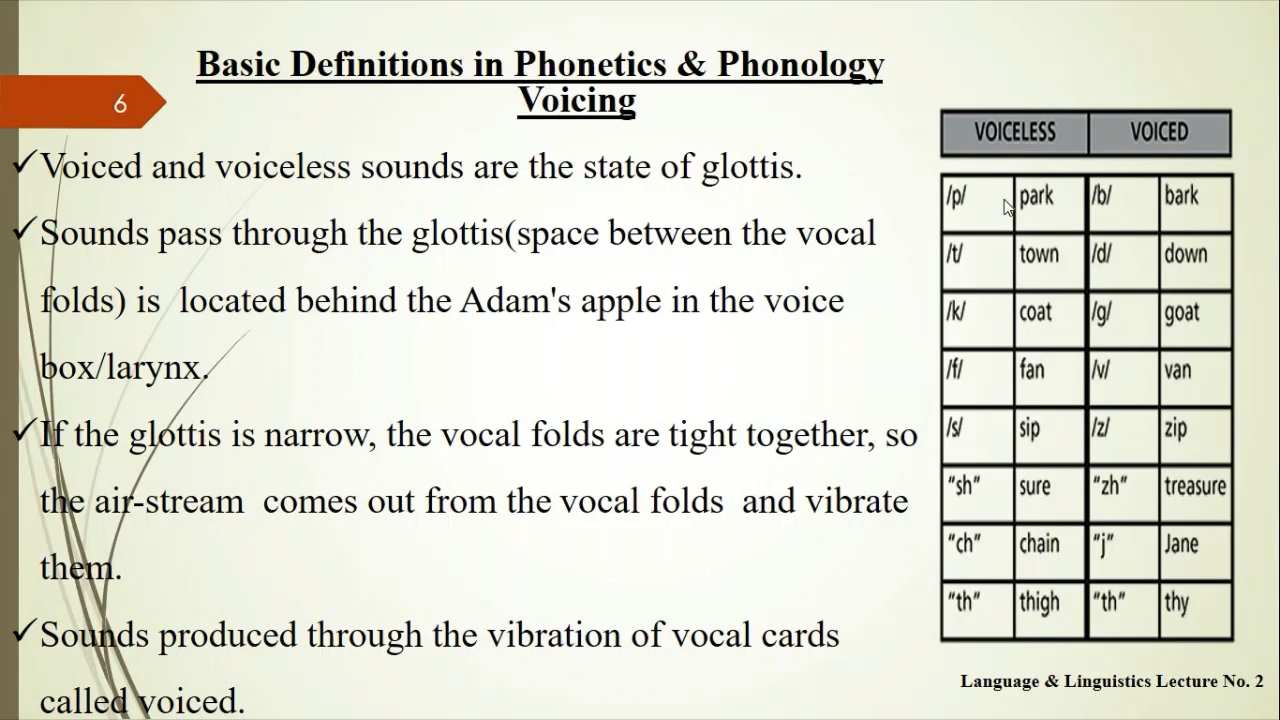 Basic Definitions in Phonetics & Phonology
Voicing
6
✓Voiced and voiceless sounds are the state of glottis.
✓Sounds pass through the glottis(space between the vocal
folds) is located behind the Adam's apple in the voice
box/larynx.
✓If the glottis is narrow, the vocal folds are tight together, so
the air-stream comes out from the vocal folds and vibrate
them.
✓Sounds produced through the vibration of vocal cards
called voiced.
VOICELESS VOICED
/p/ park /b/ bark
/t/ town /d/ down
/k/ coat /g/ goat
/f/ fan /v/ van
/s/ sip /z/ zip
“sh” sure “zh” treasure
“ch” chain “j” Jane
“th” thigh “th” thy
Language & Linguistics Lecture No. 2